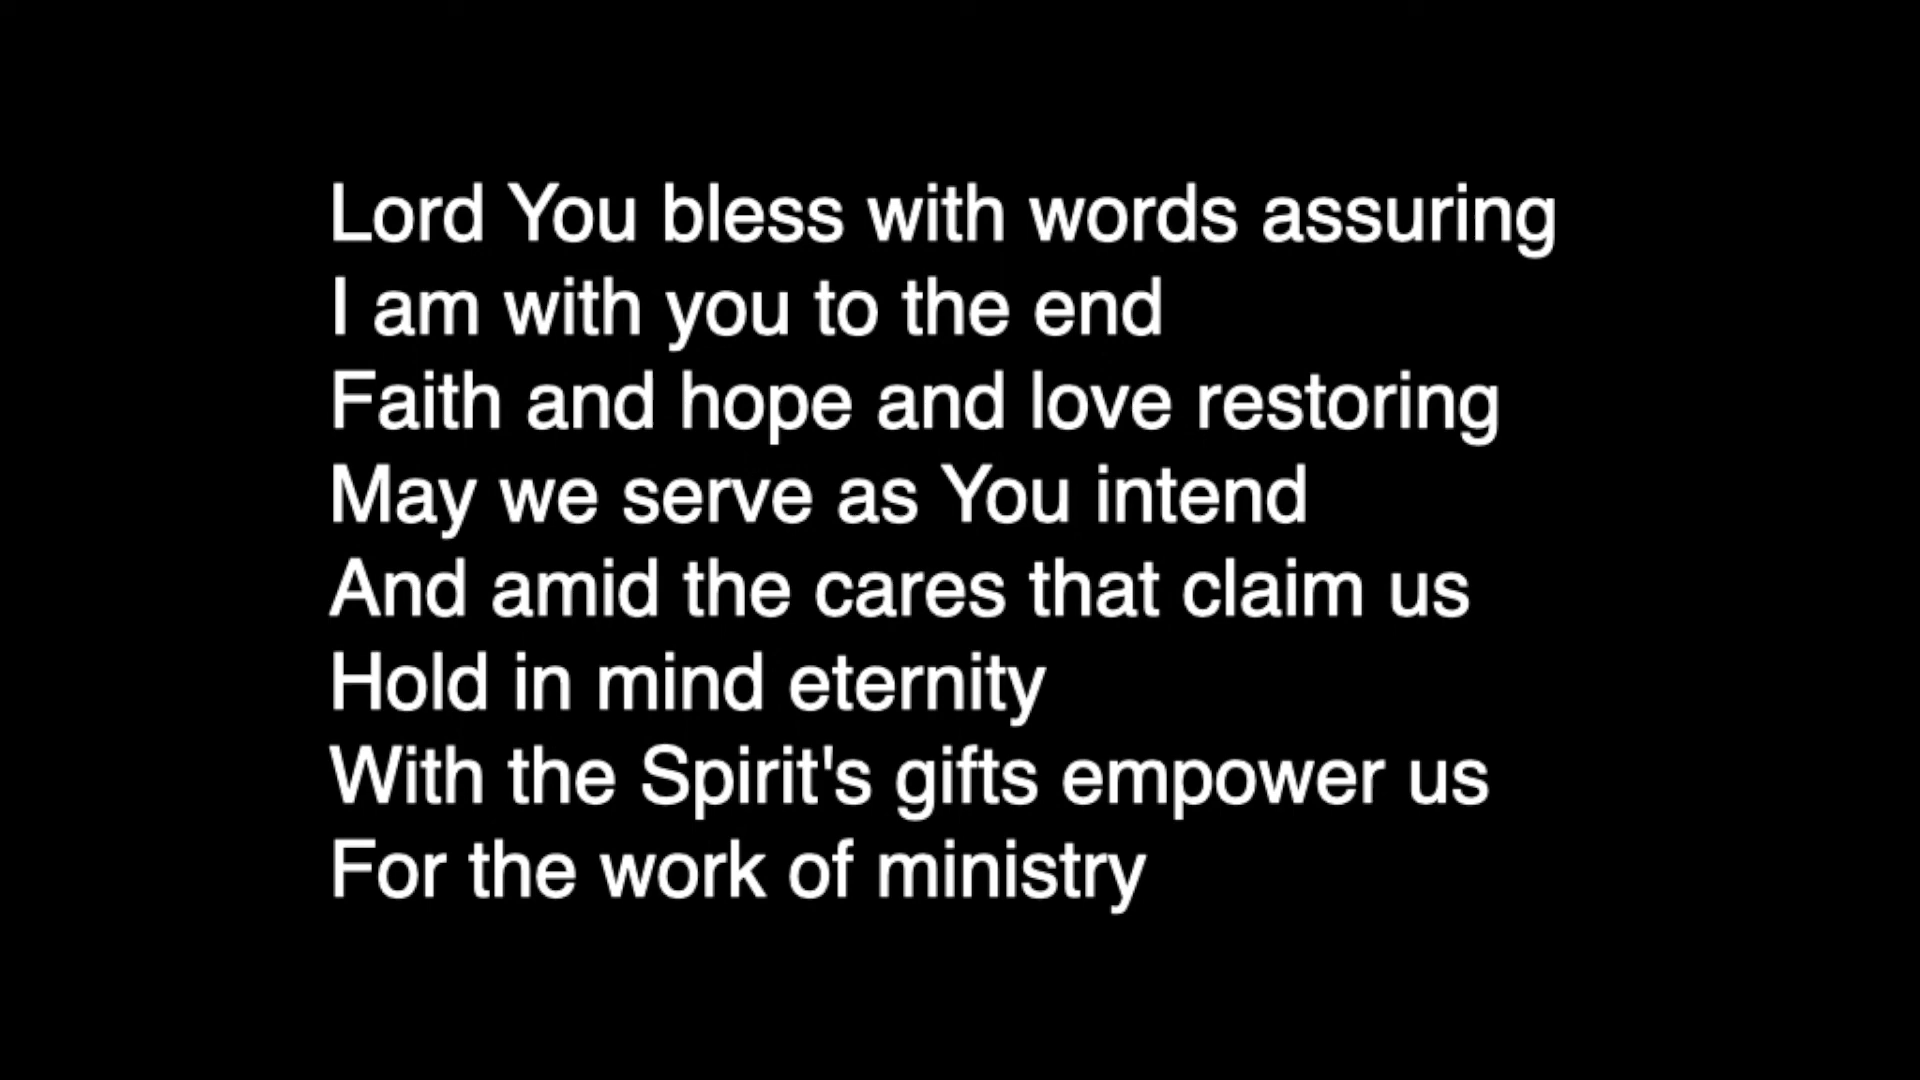 Lord You bless with words assuring
I am with you to the end
Faith and hope and love restoring
May we serve as You intend
And amid the cares that claim us
Hold in mind eternity
With the Spirit's gifts empower us
For the work of ministry